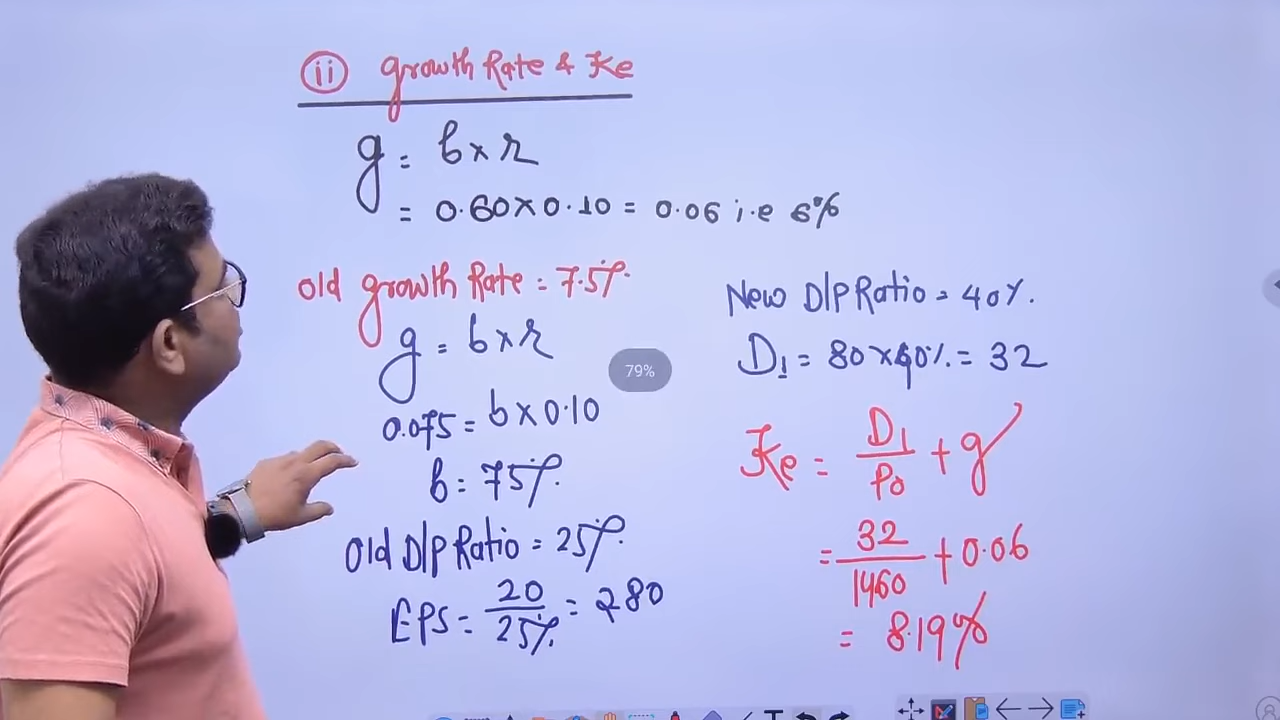 (ii) growth Rate & Ke
g = b x r
= 0.60 x 0.10 = 0.06 i.e 6%
Old growth Rate = 7.5%.
g = b x r
0.075 = b x 0.10
b = 75%.
Old D/P Ratio = 25%.
EPS = 20/25% = ₹80
New D/P Ratio = 40%.
D1 = 80 x 40% = 32
Ke = D1/P0 + g
= 32/1460 + 0.06
= 8.19%
79%